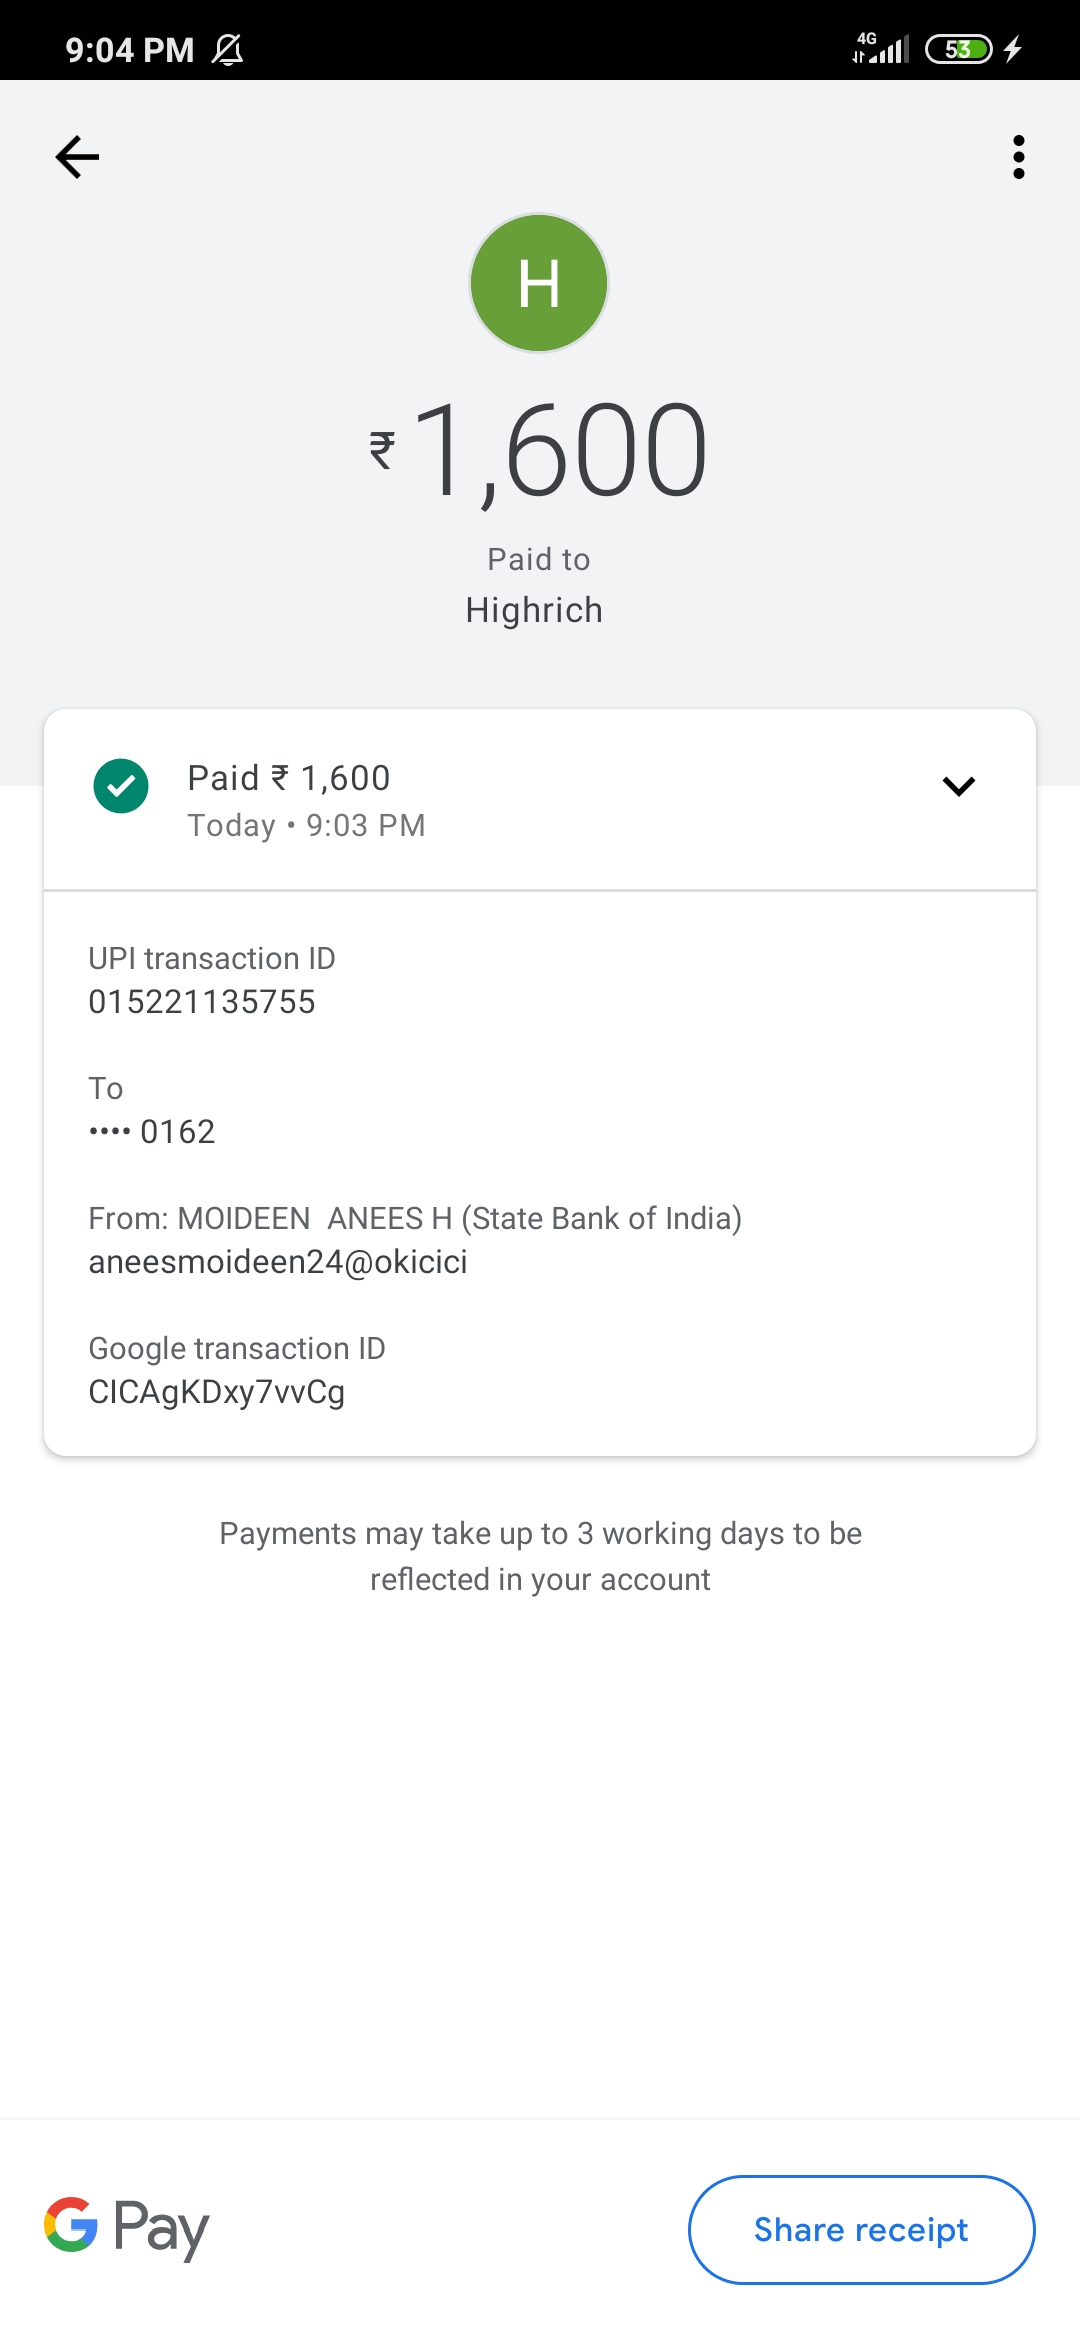 9:04 PM
4G
53
H
₹1,600
Paid to
Highrich
Paid ₹ 1,600
Today • 9:03 PM
UPI transaction ID
015221135755
To
•••• 0162
From: MOIDEEN  ANEES H (State Bank of India)
aneesmoideen24@okicici
Google transaction ID
CICAgKDxy7vvCg
Payments may take up to 3 working days to be
reflected in your account
G Pay
Share receipt